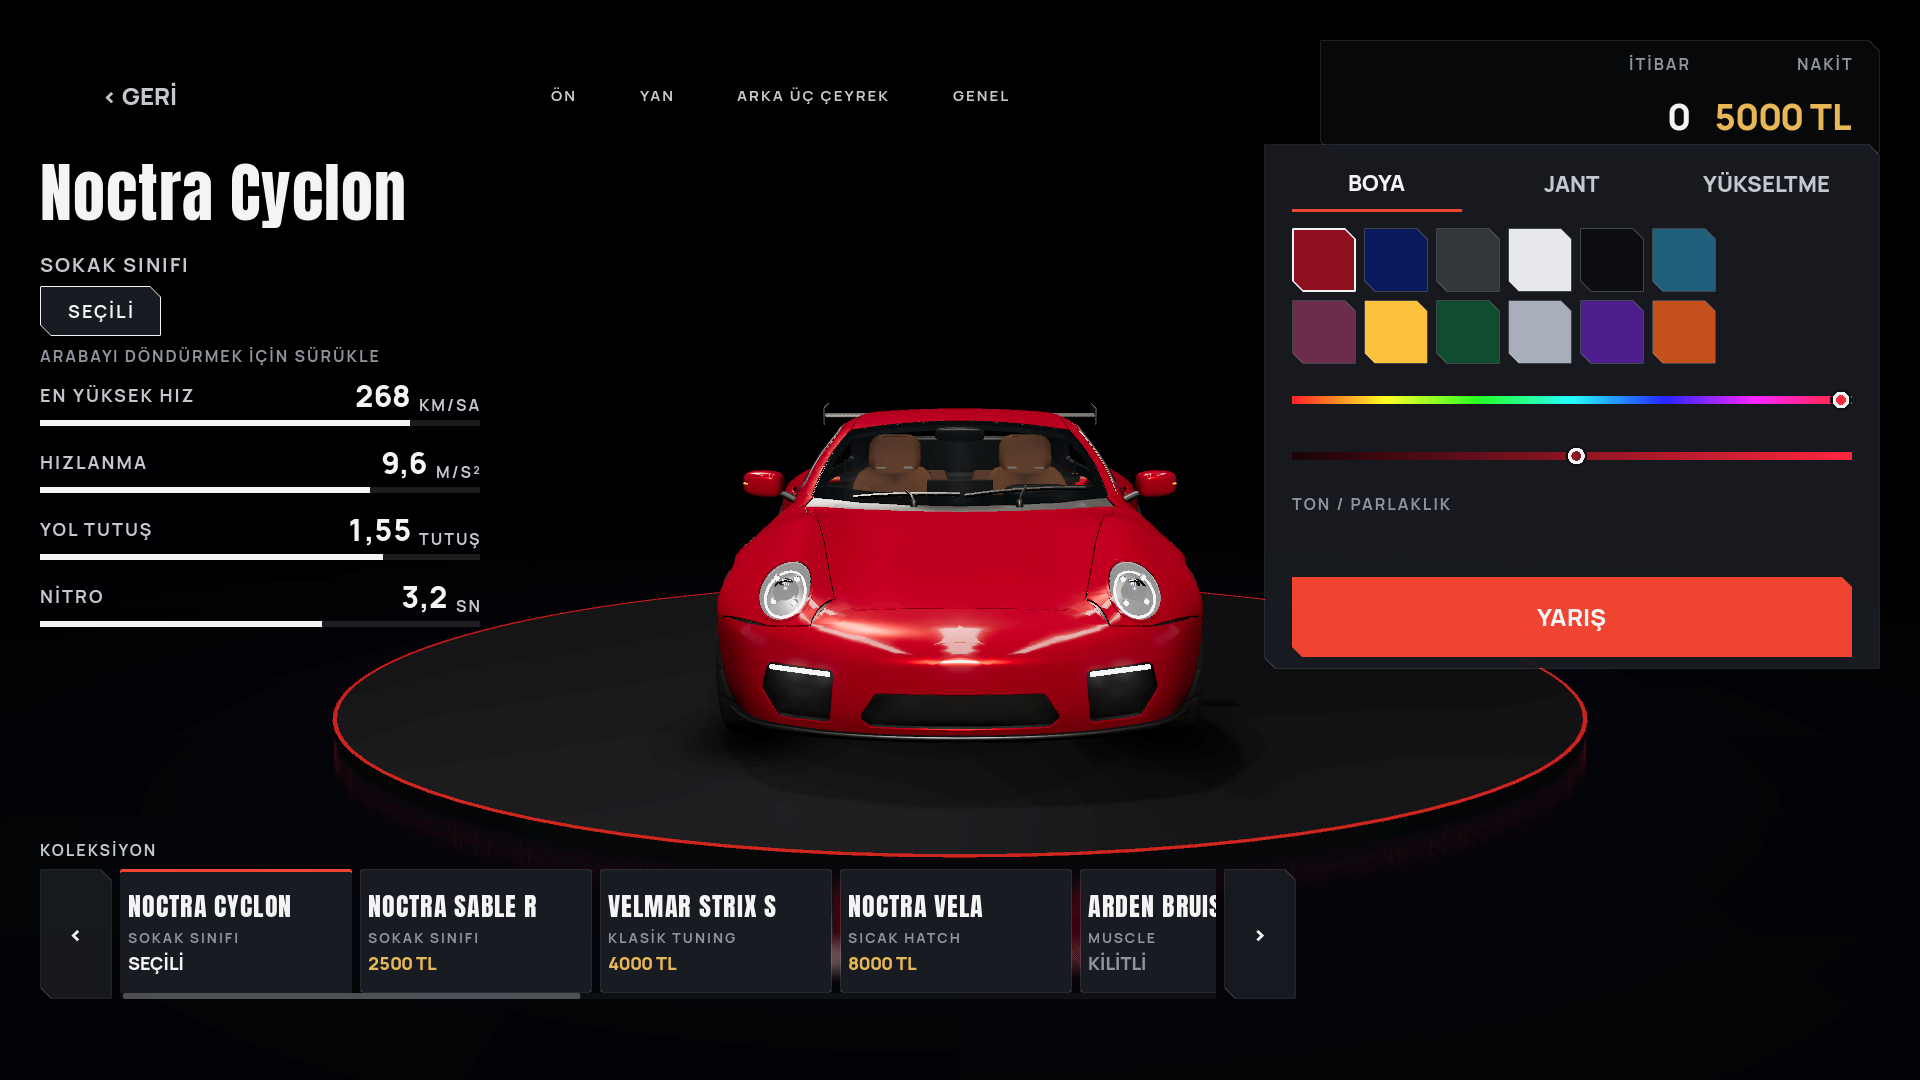 ‹ GERİ
ÖN YAN ARKA ÜÇ ÇEYREK GENEL
İTİBAR NAKİT
0 5000 TL
Noctra Cyclon
SOKAK SINIFI
SEÇİLİ
ARABAYI DÖNDÜRMEK İÇİN SÜRÜKLE
EN YÜKSEK HIZ 268 KM/SA
HIZLANMA 9,6 M/S²
YOL TUTUŞ 1,55 TUTUŞ
NİTRO 3,2 SN
BOYA JANT YÜKSELTME
TON / PARLAKLIK
YARIŞ
KOLEKSİYON
NOCTRA CYCLON
SOKAK SINIFI
SEÇİLİ
NOCTRA SABLE R
SOKAK SINIFI
2500 TL
VELMAR STRIX S
KLASİK TUNING
4000 TL
NOCTRA VELA
SICAK HATCH
8000 TL
ARDEN BRUIS
MUSCLE
KİLİTLİ